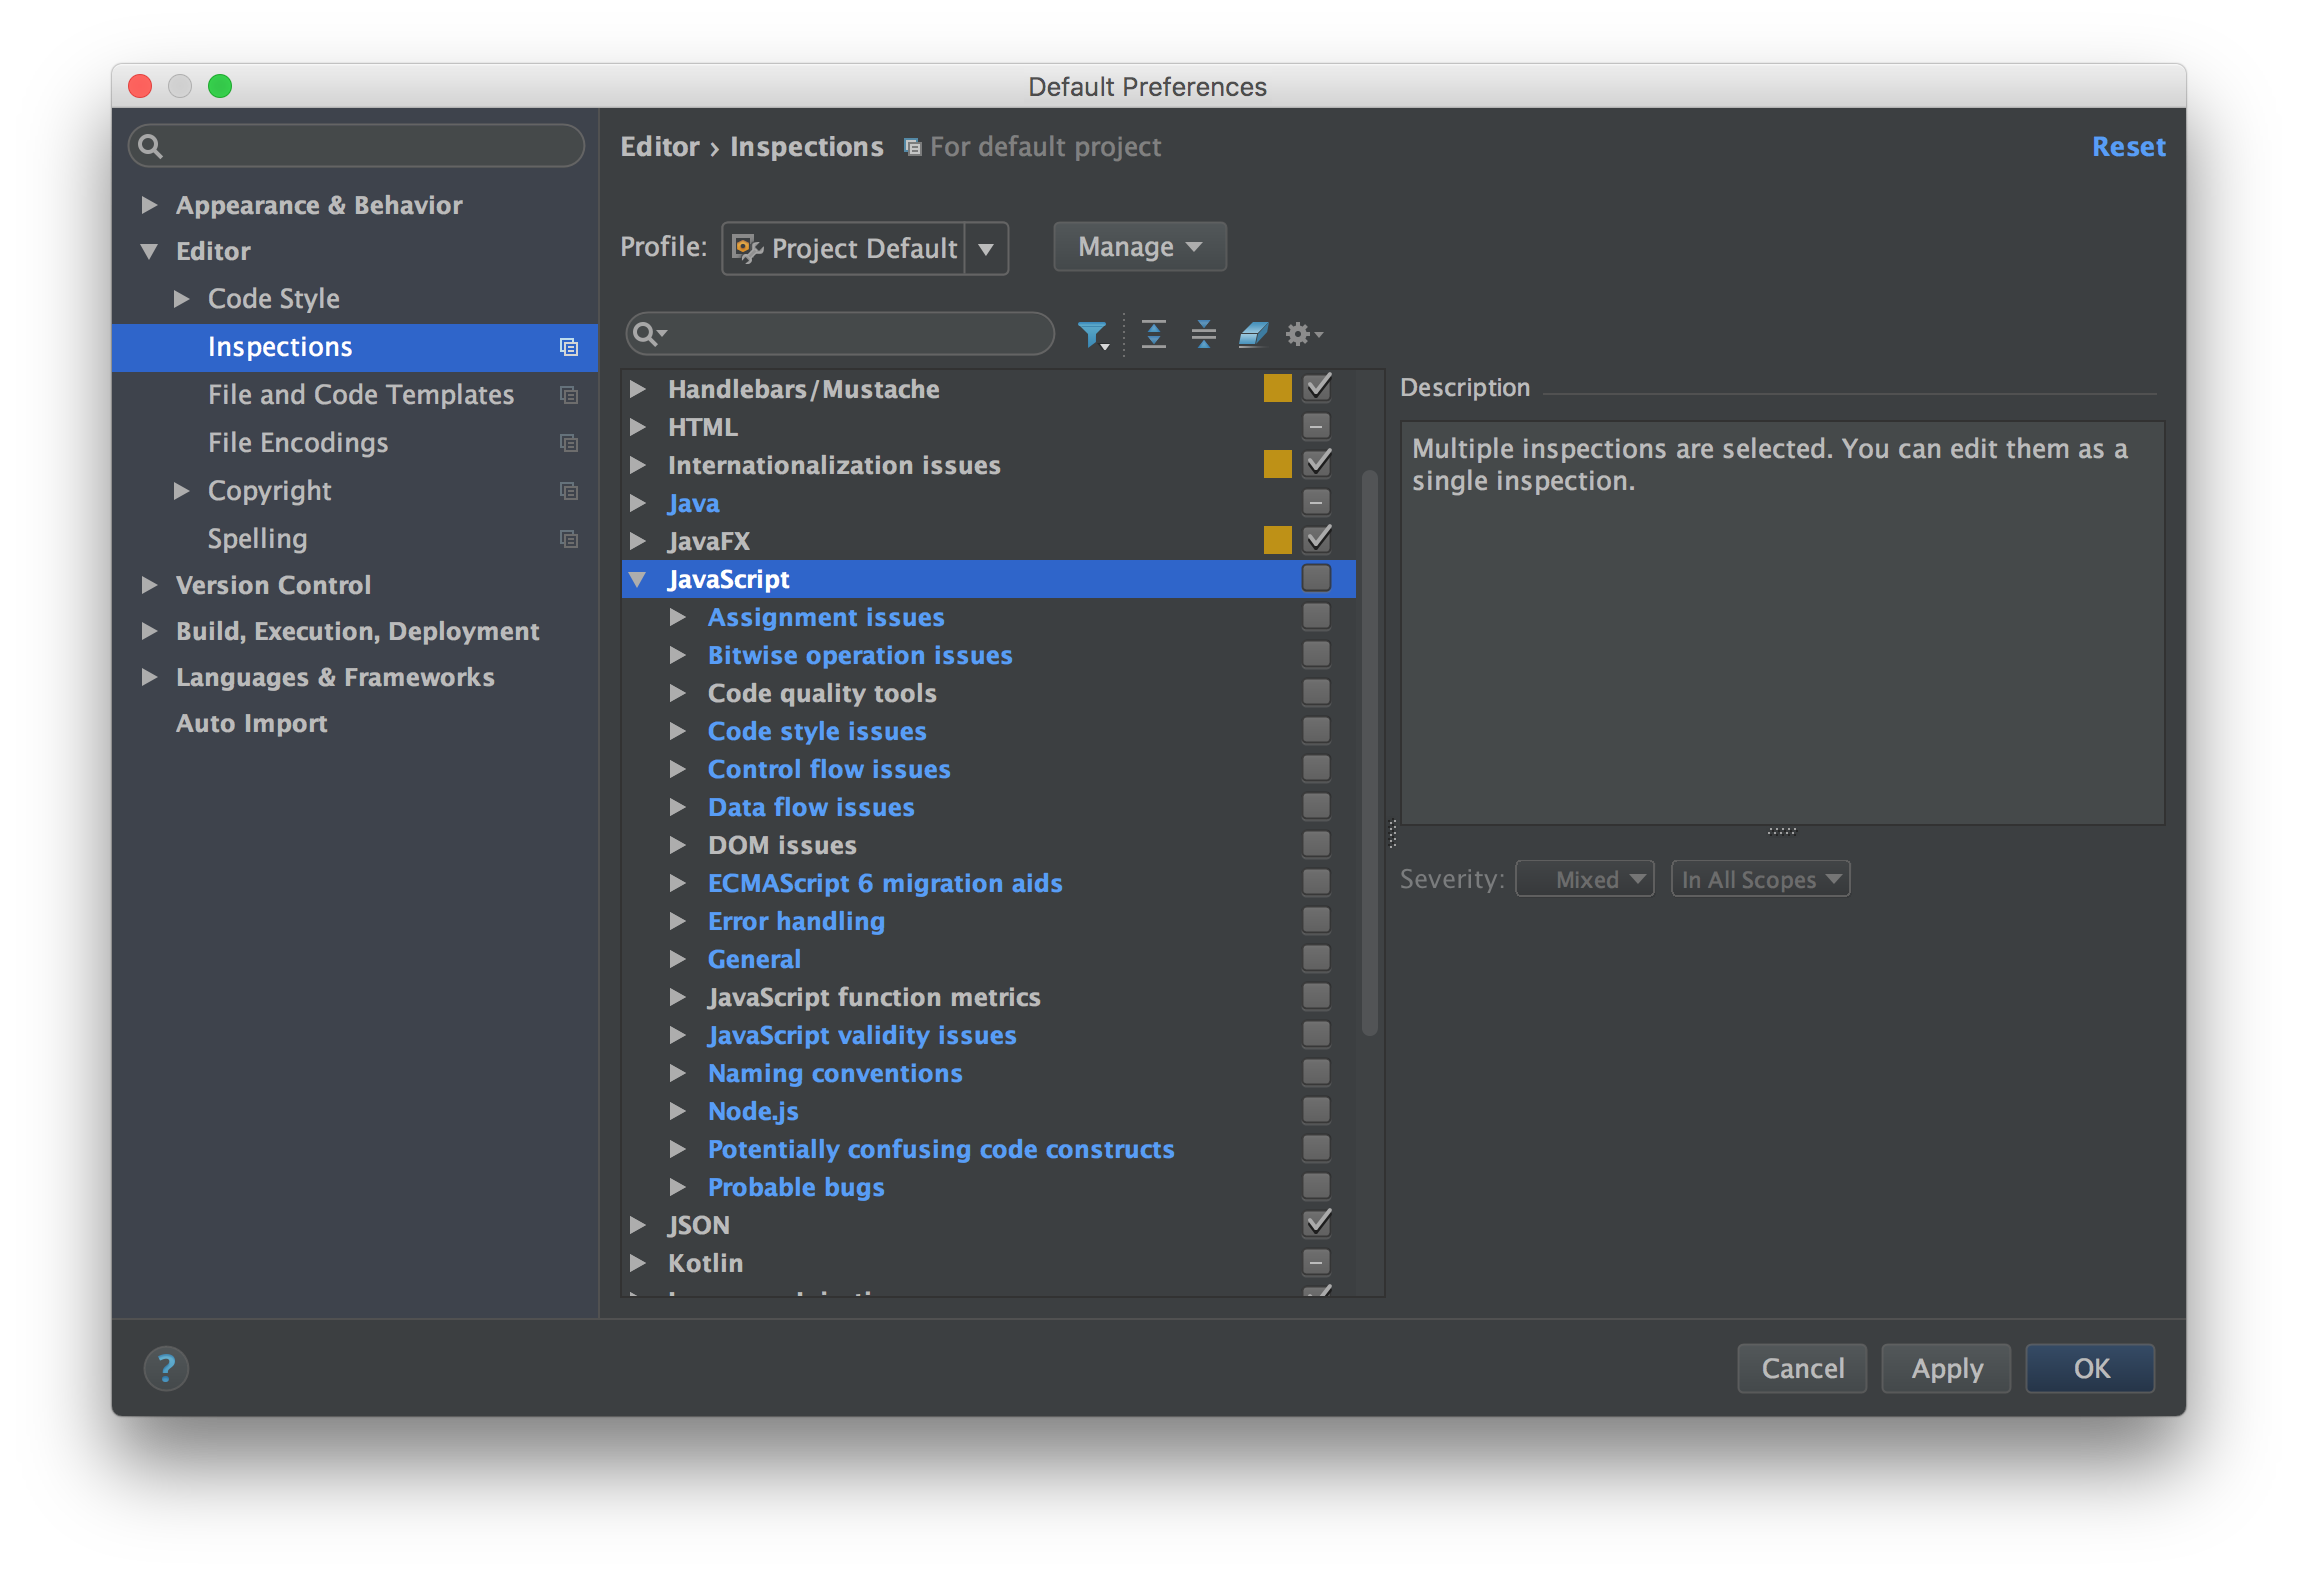 Default Preferences
Appearance & Behavior
Editor
Code Style
Inspections
File and Code Templates
File Encodings
Copyright
Spelling
Version Control
Build, Execution, Deployment
Languages & Frameworks
Auto Import
Editor › Inspections For default project
Reset
Profile: Project Default Manage
Handlebars/Mustache
HTML
Internationalization issues
Java
JavaFX
JavaScript
Assignment issues
Bitwise operation issues
Code quality tools
Code style issues
Control flow issues
Data flow issues
DOM issues
ECMAScript 6 migration aids
Error handling
General
JavaScript function metrics
JavaScript validity issues
Naming conventions
Node.js
Potentially confusing code constructs
Probable bugs
JSON
Kotlin
Description
Multiple inspections are selected. You can edit them as a
single inspection.
Severity: Mixed In All Scopes
?
Cancel Apply OK